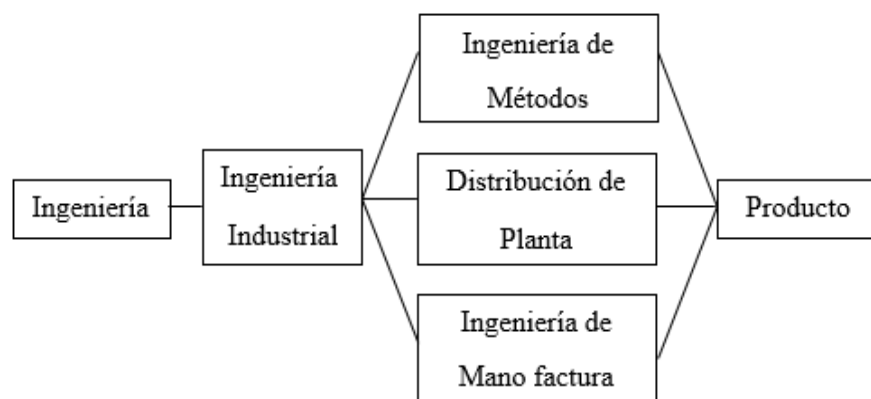 Ingeniería
Ingeniería
Industrial
Ingeniería de
Métodos
Distribución de
Planta
Ingeniería de
Mano factura
Producto